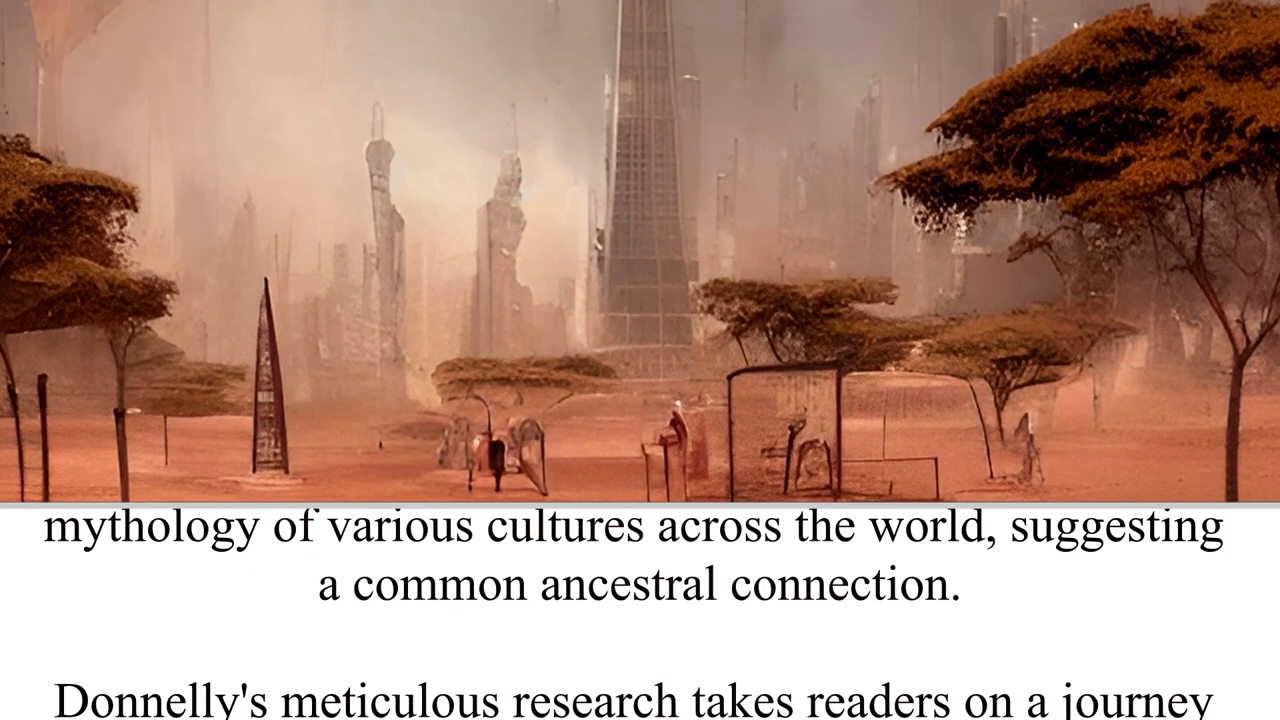 mythology of various cultures across the world, suggesting
a common ancestral connection.
Donnelly's meticulous research takes readers on a journey